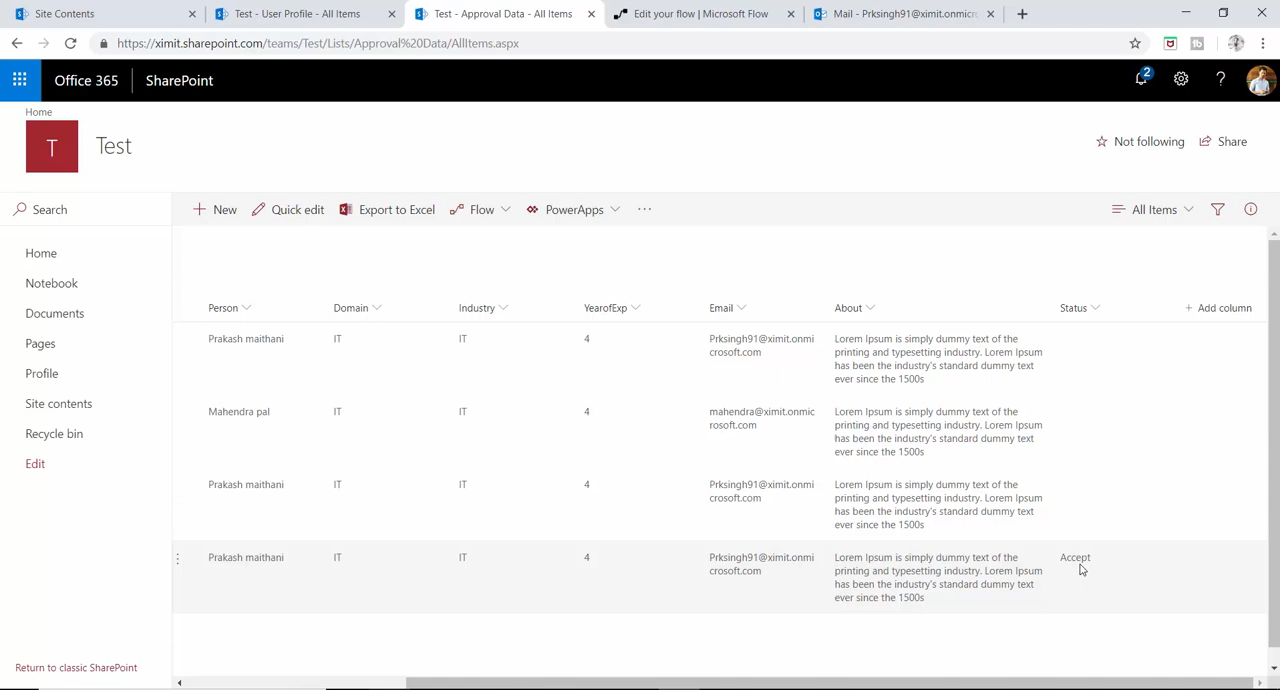 Site Contents
Test - User Profile - All Items
Test - Approval Data - All Items
Edit your flow | Microsoft Flow
Mail - Prksingh91@ximit.onmicr
https://ximit.sharepoint.com/teams/Test/Lists/Approval%20Data/AllItems.aspx
Office 365
SharePoint
2
?
Home
T
Test
Not following
Share
Search
New
Quick edit
Export to Excel
Flow
PowerApps
All Items
Home
Notebook
Documents
Pages
Profile
Site contents
Recycle bin
Edit
Return to classic SharePoint
Person Domain Industry YearofExp Email About Status + Add column
Prakash maithani IT IT 4 Prksingh91@ximit.onmi Lorem Ipsum is simply dummy text of the
crosoft.com printing and typesetting industry. Lorem Ipsum
has been the industry's standard dummy text
ever since the 1500s
Mahendra pal IT IT 4 mahendra@ximit.onmic Lorem Ipsum is simply dummy text of the
rosoft.com printing and typesetting industry. Lorem Ipsum
has been the industry's standard dummy text
ever since the 1500s
Prakash maithani IT IT 4 Prksingh91@ximit.onmi Lorem Ipsum is simply dummy text of the
crosoft.com printing and typesetting industry. Lorem Ipsum
has been the industry's standard dummy text
ever since the 1500s
Prakash maithani IT IT 4 Prksingh91@ximit.onmi Lorem Ipsum is simply dummy text of the Accept
crosoft.com printing and typesetting industry. Lorem Ipsum
has been the industry's standard dummy text
ever since the 1500s